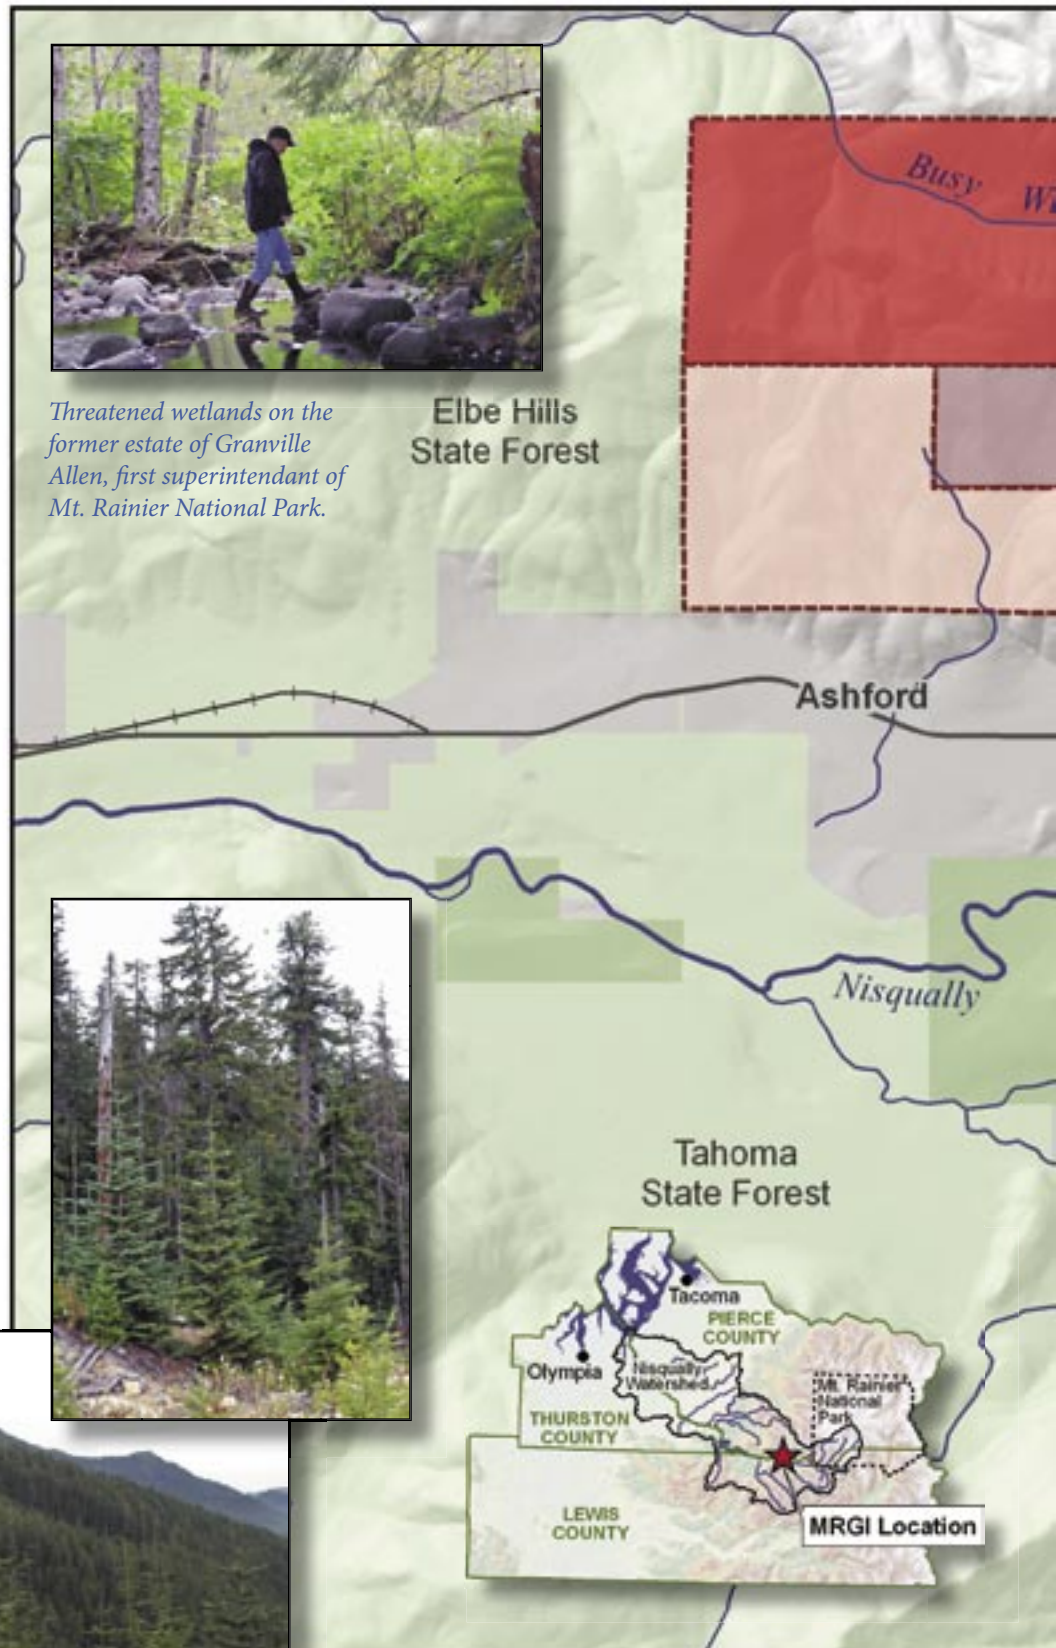 Busy
Threatened wetlands on the
former estate of Granville
Allen, first superintendant of
Mt. Rainier National Park.
Elbe Hills
State Forest
Ashford
Nisqually
Tahoma
State Forest
Tacoma
PIERCE
COUNTY
Olympia
Nisqually
Watershed
Mt. Rainier
National
Park
THURSTON
COUNTY
LEWIS
COUNTY
MRGI Location